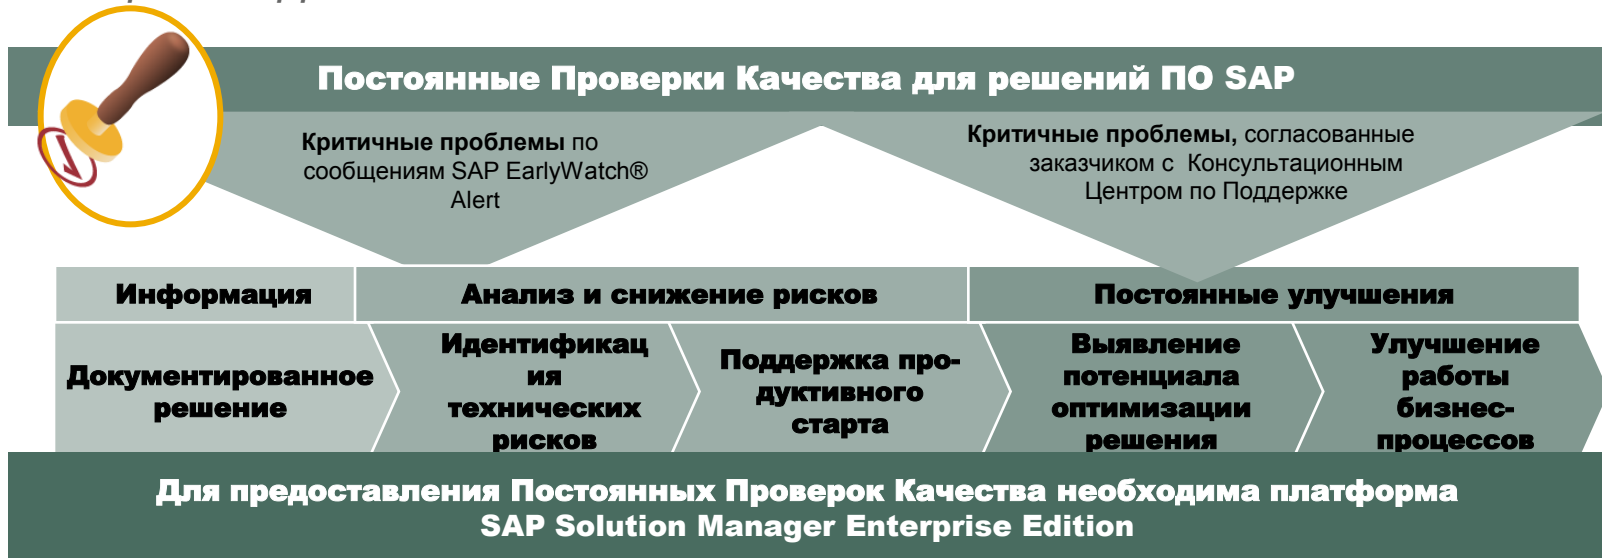 Постоянные Проверки Качества для решений ПО SAP
Критичные проблемы по
сообщениям SAP EarlyWatch®
Alert
Критичные проблемы, согласованные
заказчиком с Консультационным
Центром по Поддержке
Информация
Анализ и снижение рисков
Постоянные улучшения
Документированное
решение
Идентификац
ия
технических
рисков
Поддержка про-
дуктивного
старта
Выявление
потенциала
оптимизации
решения
Улучшение
работы
бизнес-
процессов
Для предоставления Постоянных Проверок Качества необходима платформа
SAP Solution Manager Enterprise Edition